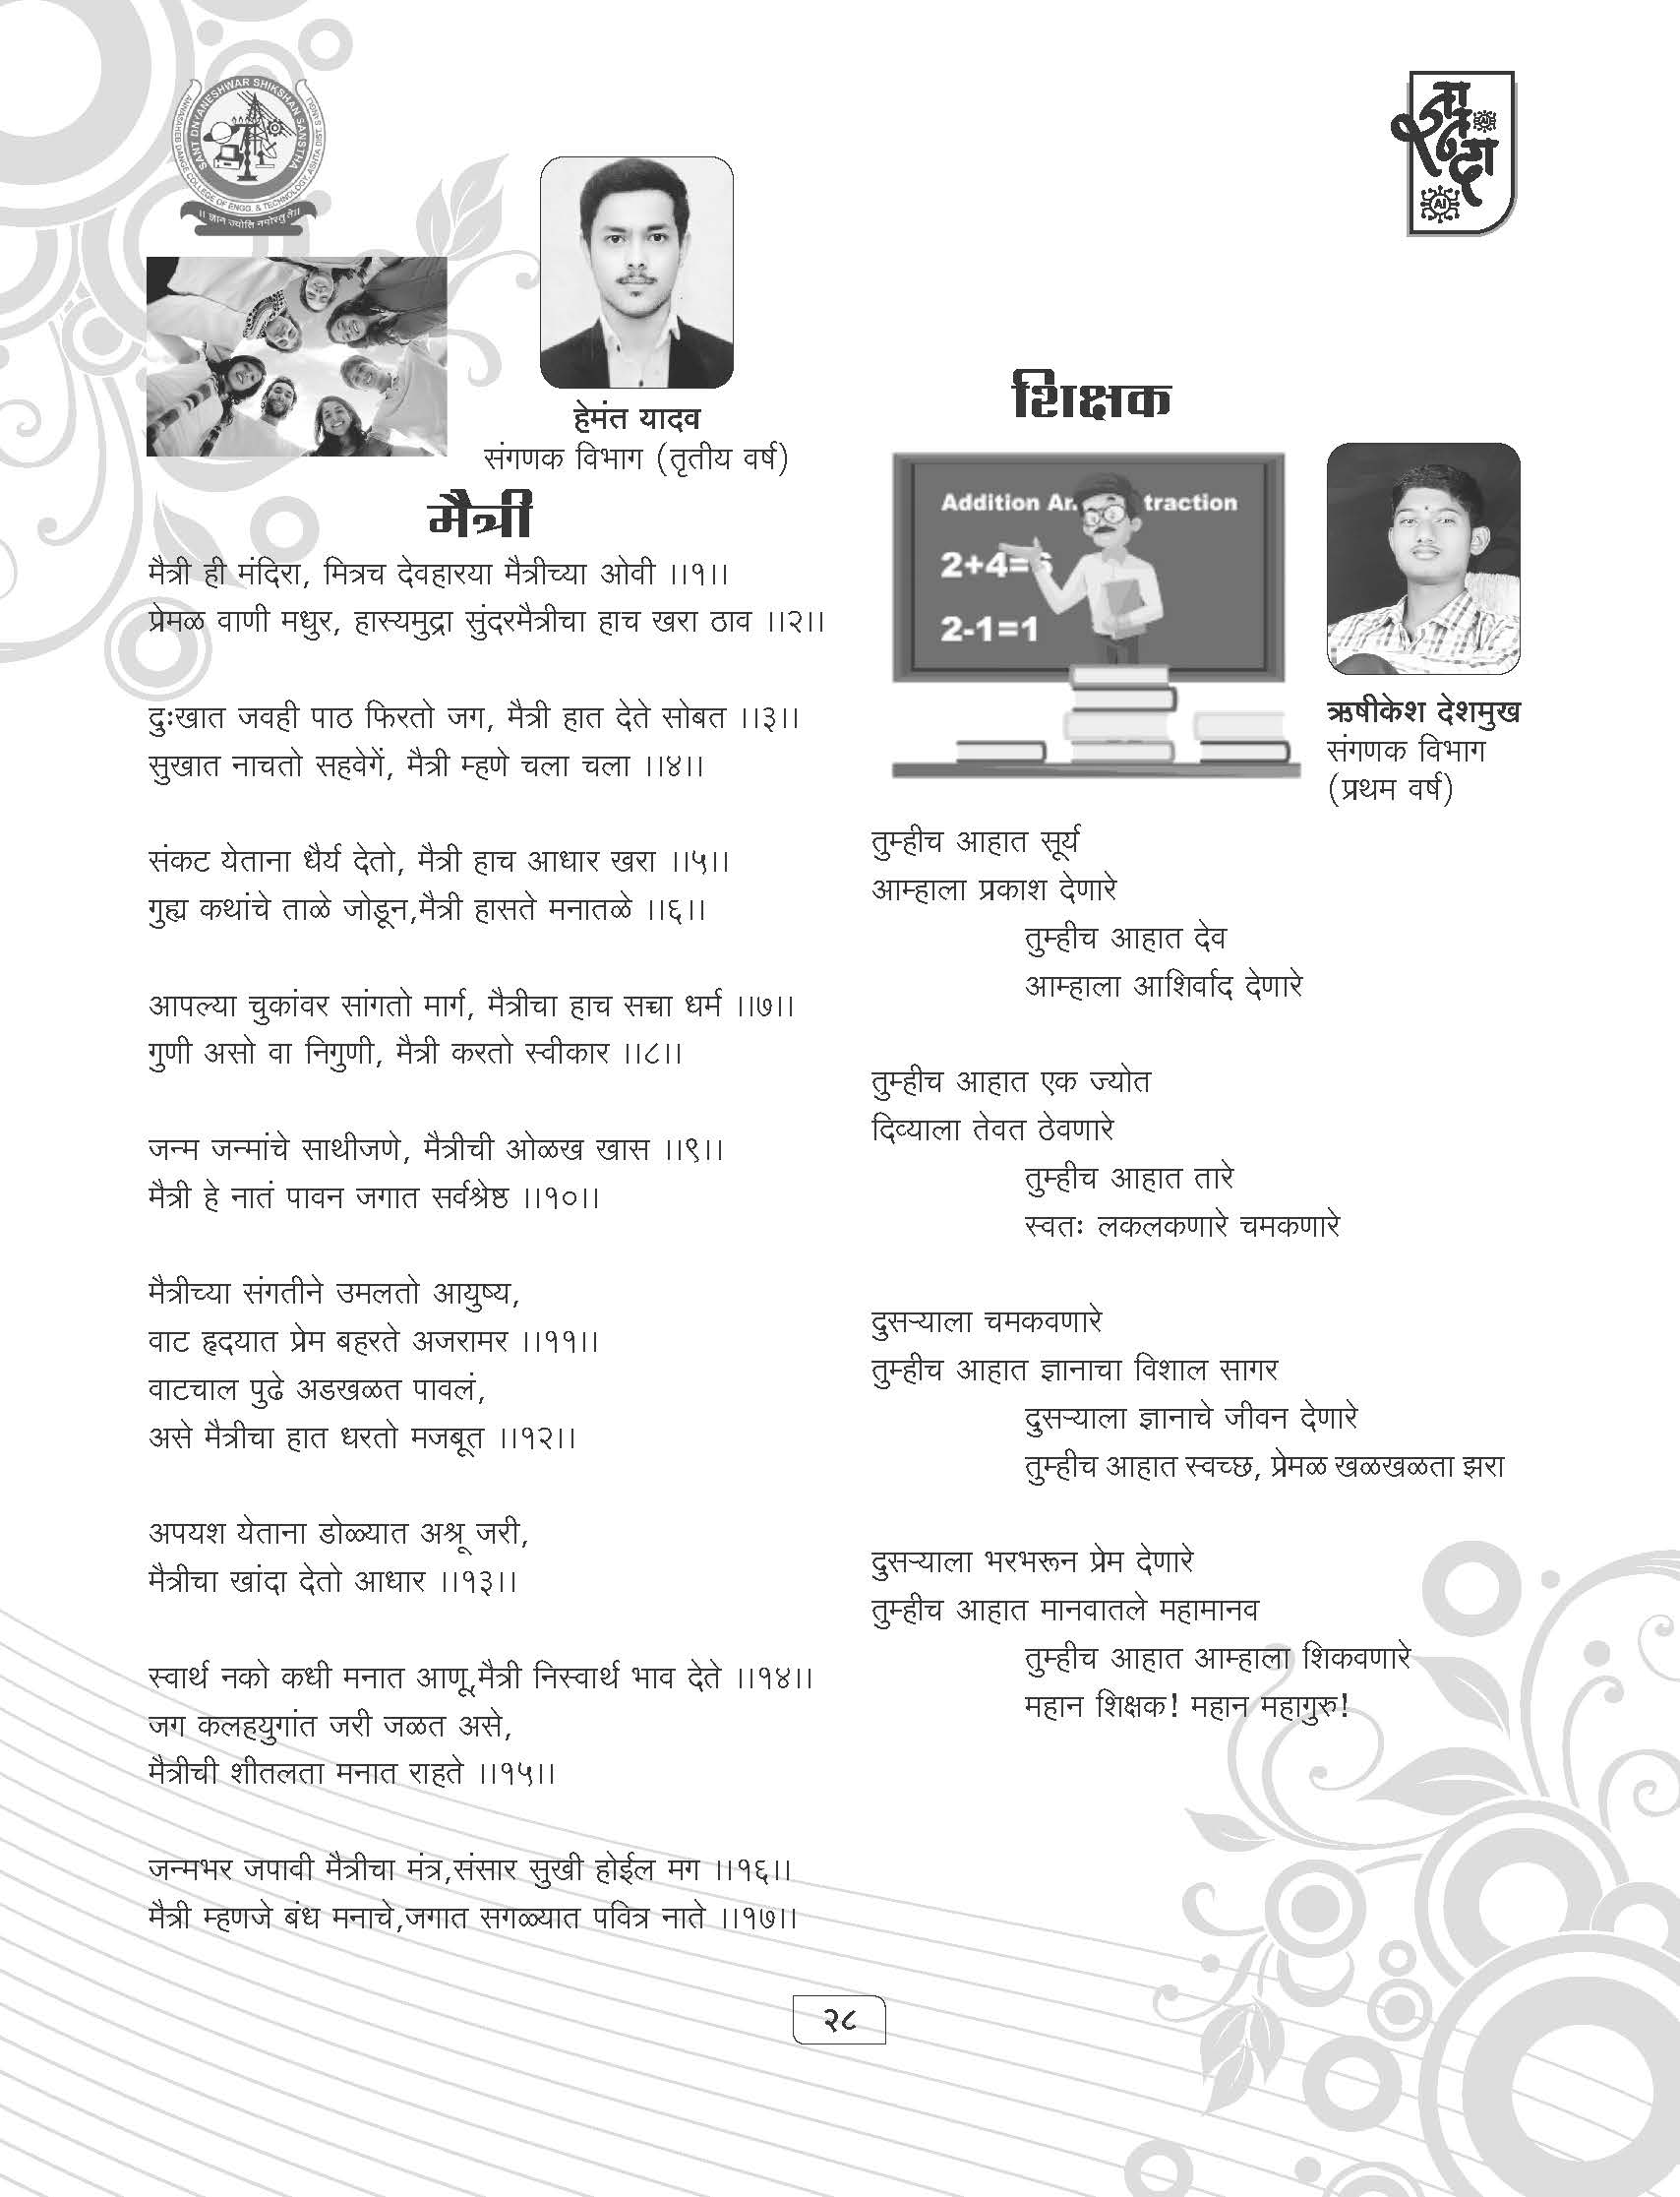 SANT DNYANESHWAR SHIKSHAN SANSTHA
ANNASAHEB DANGE COLLEGE OF ENGG. & TECHNOLOGY, ASHTA DIST. SANGLI
।। ज्ञान ज्योति नमोस्तु ते।।
AI
AI
हेमंत यादव
संगणक विभाग (तृतीय वर्ष)
मैत्री
मैत्री ही मंदिरा, मित्रच देवहारया मैत्रीच्या ओवी ।।१।।
प्रेमळ वाणी मधुर, हास्यमुद्रा सुंदरमैत्रीचा हाच खरा ठाव ।।२।।
दुःखात जवही पाठ फिरतो जग, मैत्री हात देते सोबत ।।३।।
सुखात नाचतो सहवेगें, मैत्री म्हणे चला चला ।।४।।
संकट येताना धैर्य देतो, मैत्री हाच आधार खरा ।।५।।
गुह्य कथांचे ताळे जोडून,मैत्री हासते मनातळे ।।६।।
आपल्या चुकांवर सांगतो मार्ग, मैत्रीचा हाच सच्चा धर्म ।।७।।
गुणी असो वा निगुणी, मैत्री करतो स्वीकार ।।८।।
जन्म जन्मांचे साथीजणे, मैत्रीची ओळख खास ।।९।।
मैत्री हे नातं पावन जगात सर्वश्रेष्ठ ।।१०।।
मैत्रीच्या संगतीने उमलतो आयुष्य,
वाट हृदयात प्रेम बहरते अजरामर ।।११।।
वाटचाल पुढे अडखळत पावलं,
असे मैत्रीचा हात धरतो मजबूत ।।१२।।
अपयश येताना डोळ्यात अश्रू जरी,
मैत्रीचा खांदा देतो आधार ।।१३।।
स्वार्थ नको कधी मनात आणू,मैत्री निस्वार्थ भाव देते ।।१४।।
जग कलहयुगांत जरी जळत असे,
मैत्रीची शीतलता मनात राहते ।।१५।।
जन्मभर जपावी मैत्रीचा मंत्र,संसार सुखी होईल मग ।।१६।।
मैत्री म्हणजे बंध मनाचे,जगात सगळ्यात पवित्र नाते ।।१७।।
शिक्षक
Addition An traction
2+4=6
2-1=1
ऋषीकेश देशमुख
संगणक विभाग
(प्रथम वर्ष)
तुम्हीच आहात सूर्य
आम्हाला प्रकाश देणारे
तुम्हीच आहात देव
आम्हाला आशिर्वाद देणारे
तुम्हीच आहात एक ज्योत
दिव्याला तेवत ठेवणारे
तुम्हीच आहात तारे
स्वतः लकलकणारे चमकणारे
दुसऱ्याला चमकवणारे
तुम्हीच आहात ज्ञानाचा विशाल सागर
दुसऱ्याला ज्ञानाचे जीवन देणारे
तुम्हीच आहात स्वच्छ, प्रेमळ खळखळता झरा
दुसऱ्याला भरभरून प्रेम देणारे
तुम्हीच आहात मानवातले महामानव
तुम्हीच आहात आम्हाला शिकवणारे
महान शिक्षक! महान महागुरु!
२८